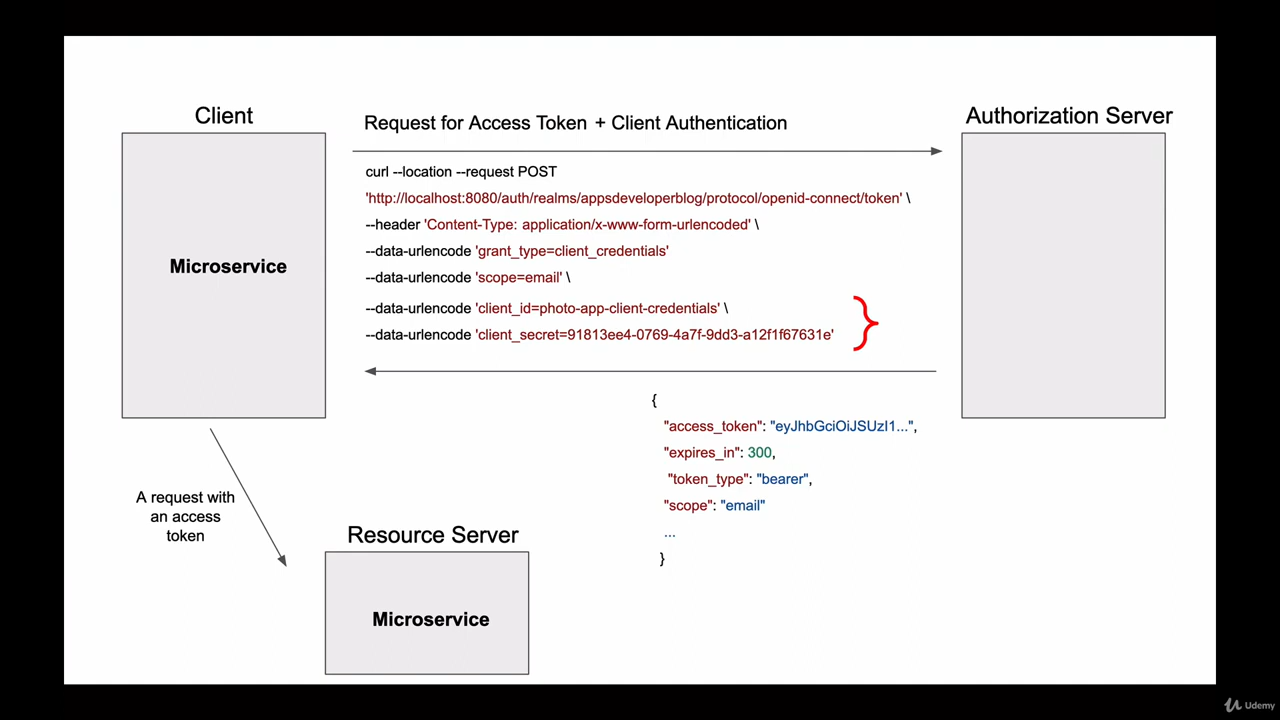 Client
Request for Access Token + Client Authentication
Authorization Server
curl --location --request POST
'http://localhost:8080/auth/realms/appsdeveloperblog/protocol/openid-connect/token' \
--header 'Content-Type: application/x-www-form-urlencoded' \
--data-urlencode 'grant_type=client_credentials'
--data-urlencode 'scope=email' \
--data-urlencode 'client_id=photo-app-client-credentials' \
--data-urlencode 'client_secret=91813ee4-0769-4a7f-9dd3-a12f1f67631e'
Microservice
{
"access_token": "eyJhbGciOiJSUzI1...",
"expires_in": 300,
"token_type": "bearer",
"scope": "email"
...
}
A request with
an access
token
Resource Server
Microservice
Udemy